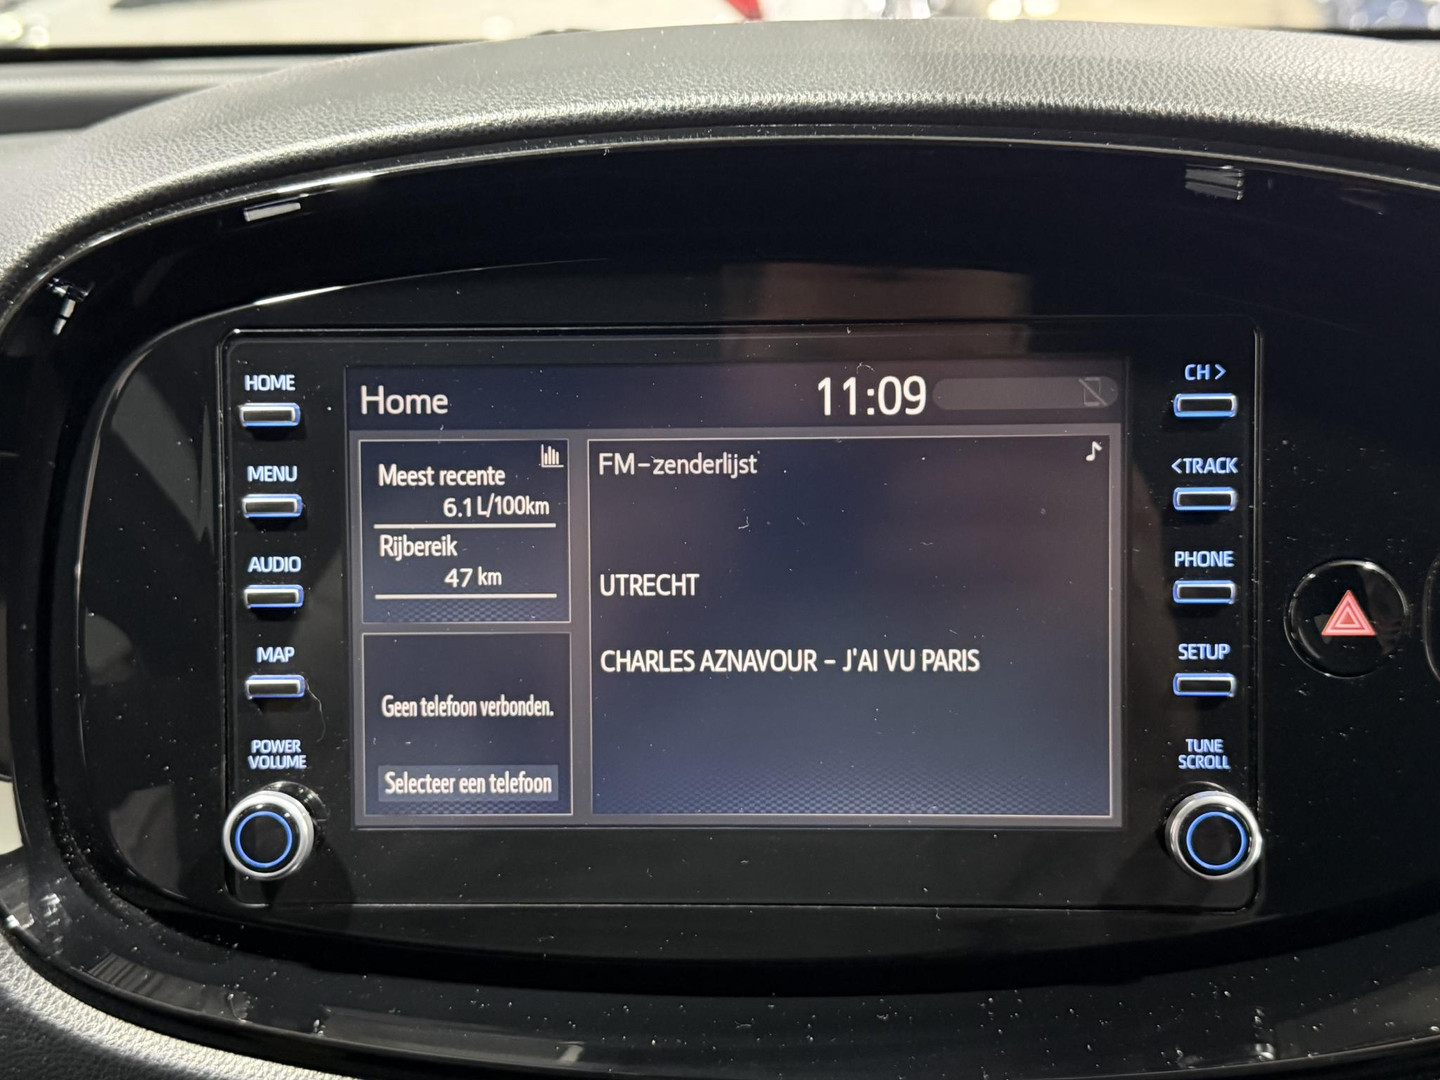 HOME
MENU
AUDIO
MAP
POWER
VOLUME
Home
11:09
Meest recente
6.1 L/100km
Rijbereik
47 km
Geen telefoon verbonden.
Selecteer een telefoon
FM-zenderlijst
UTRECHT
CHARLES AZNAVOUR - J'AI VU PARIS
CH >
<TRACK
PHONE
SETUP
TUNE
SCROLL